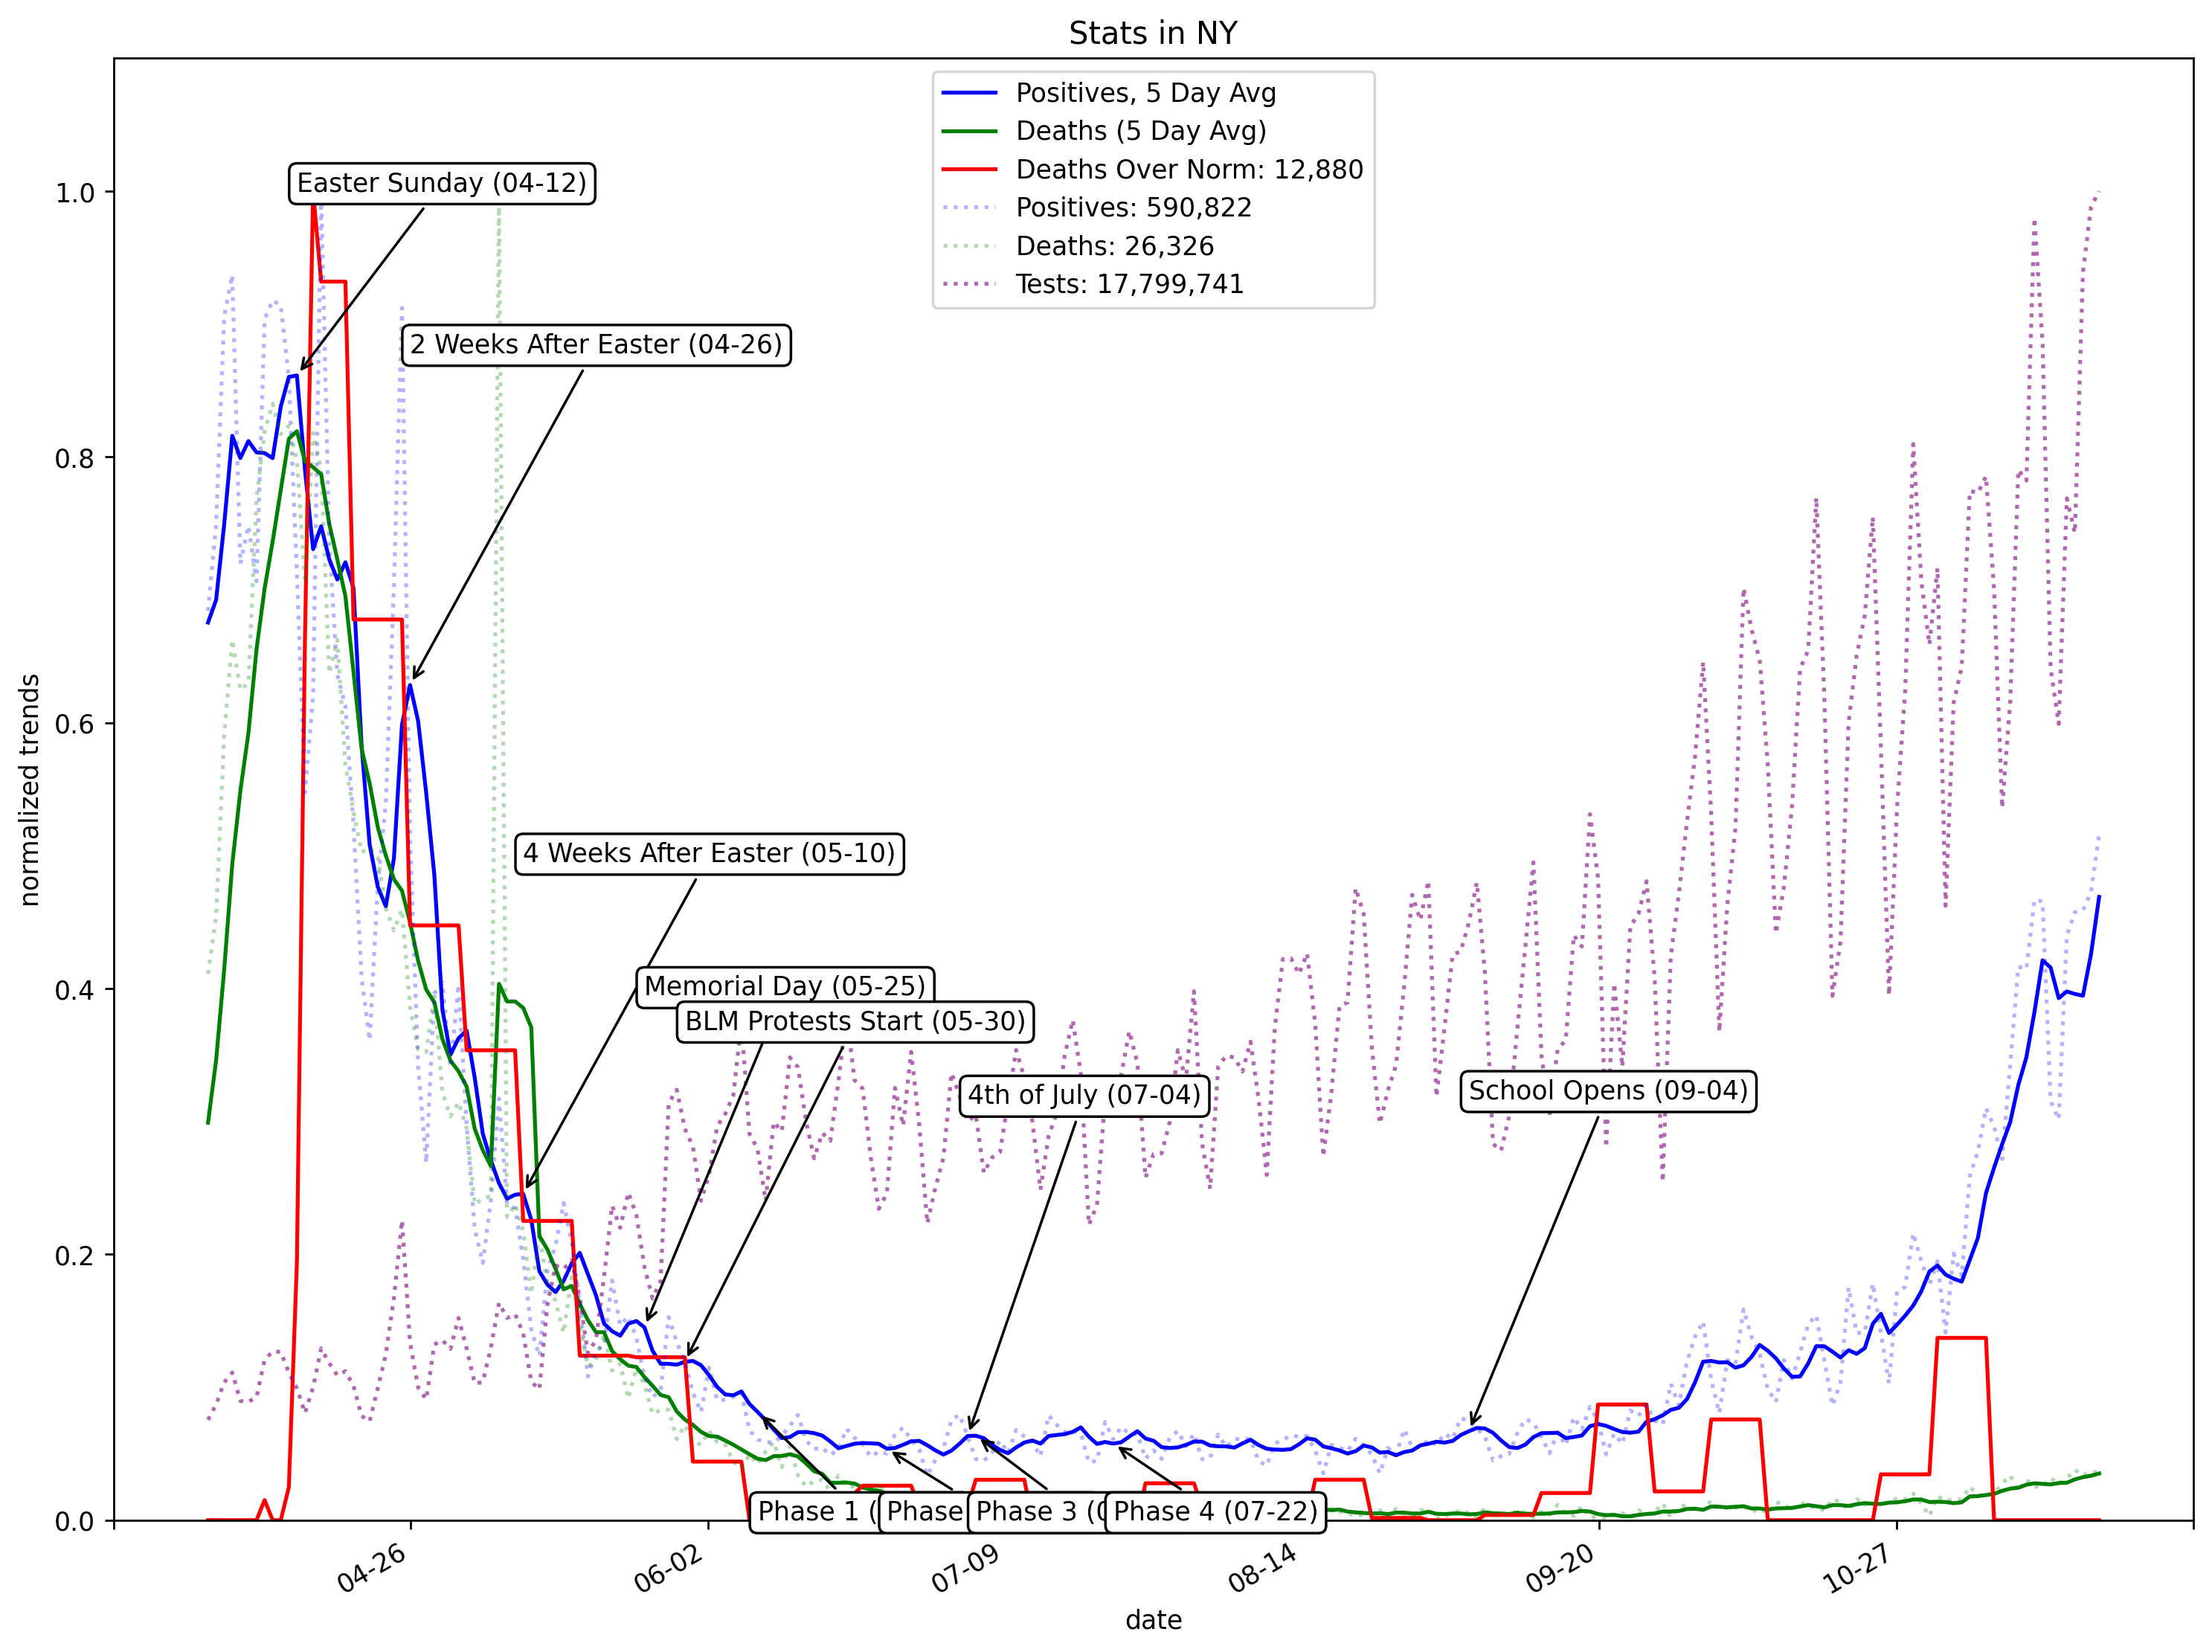 Stats in NY
Positives, 5 Day Avg
Deaths (5 Day Avg)
Deaths Over Norm: 12,880
Positives: 590,822
Deaths: 26,326
Tests: 17,799,741
Easter Sunday (04-12)
2 Weeks After Easter (04-26)
4 Weeks After Easter (05-10)
Memorial Day (05-25)
BLM Protests Start (05-30)
4th of July (07-04)
School Opens (09-04)
Phase 1 (
Phase
Phase 3 (
Phase 4 (07-22)
normalized trends
1.0
0.8
0.6
0.4
0.2
0.0
04-26
06-02
07-09
08-14
09-20
10-27
date